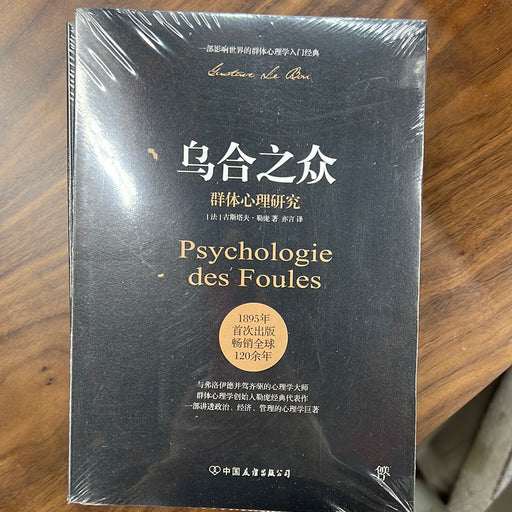 一部影响世界的群体心理学入门经典
Gustave Le Bon
乌合之众
群体心理研究
[法]古斯塔夫·勒庞 著 亦言 译
Psychologie
des Foules
1895年
首次出版
畅销全球
120余年
与弗洛伊德并驾齐驱的心理学大师
群体心理学创始人勒庞经典代表作
一部讲透政治、经济、管理的心理学巨著
中国友谊出版公司